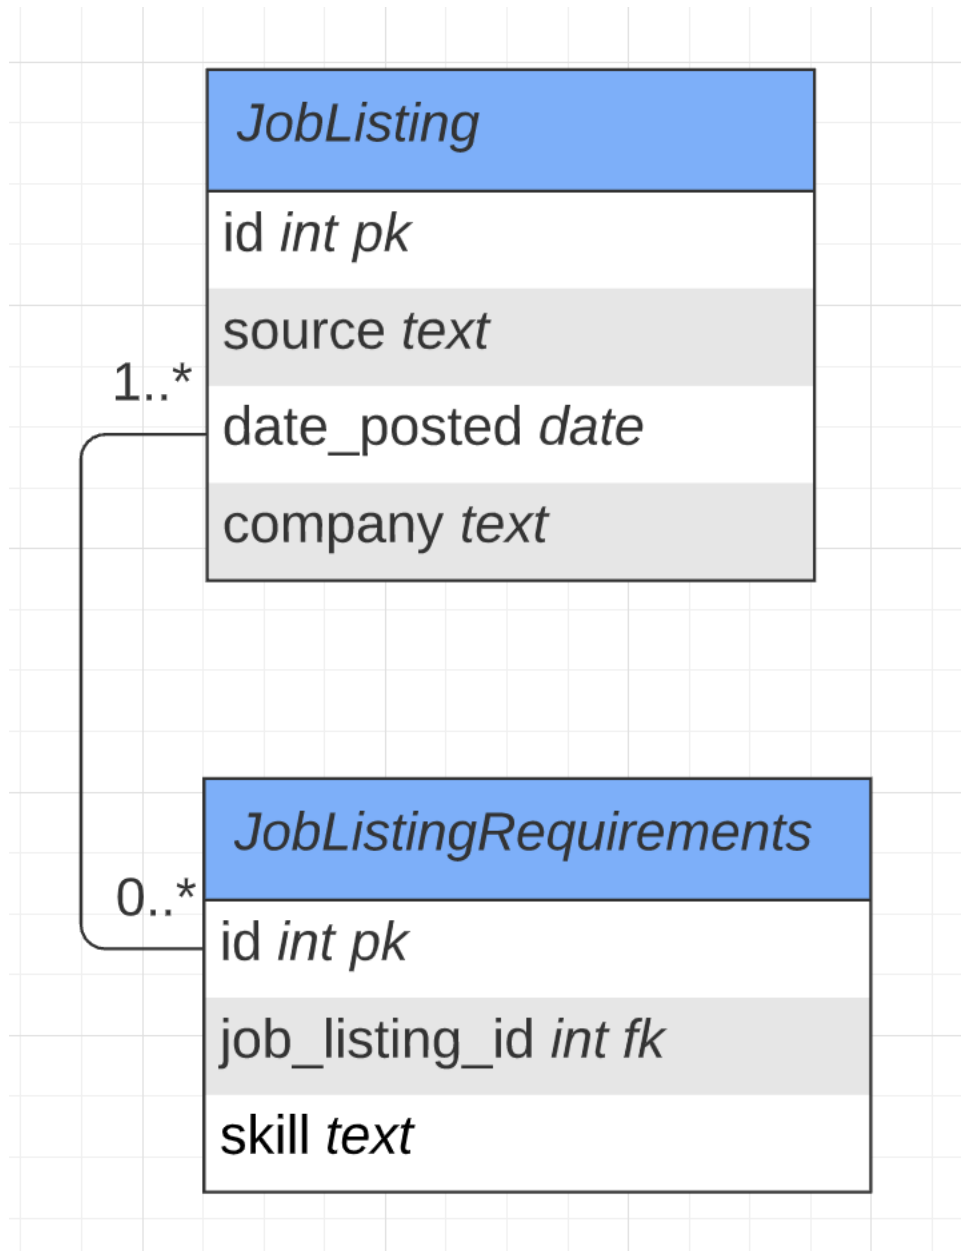 JobListing
id int pk
source text
1..*
date_posted date
company text
JobListingRequirements
0..*
id int pk
job_listing_id int fk
skill text